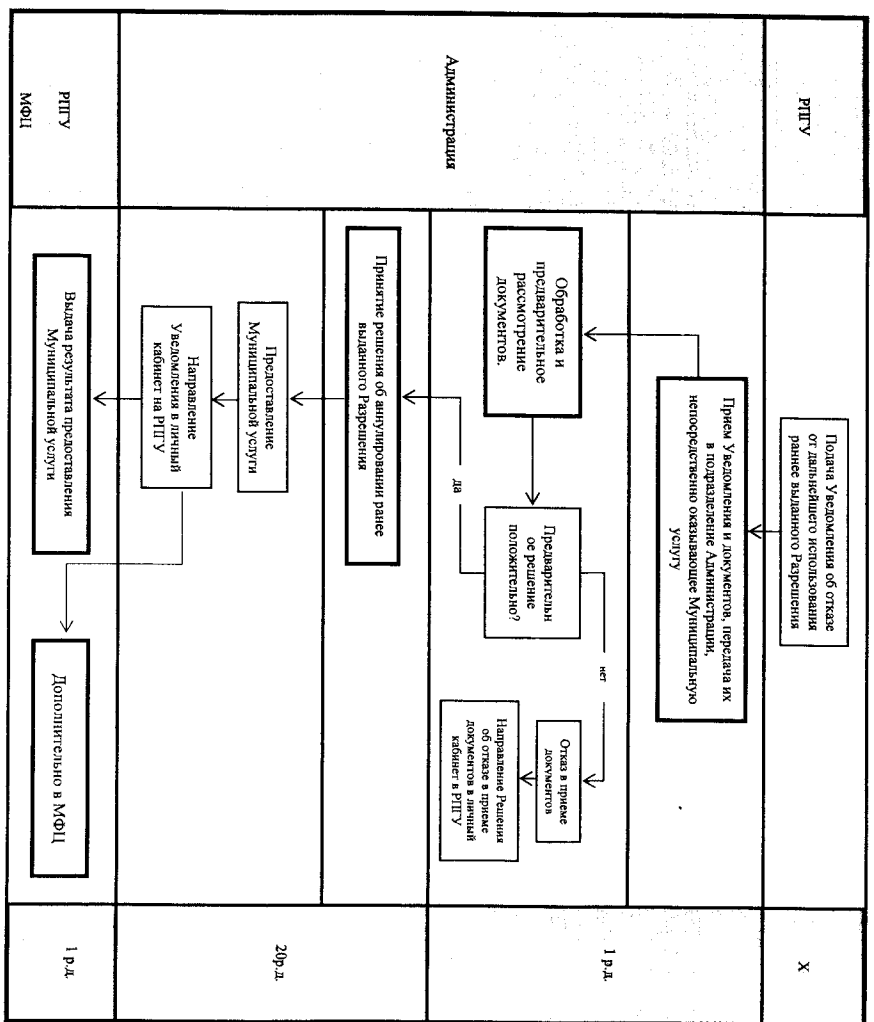 РПГУ
Подача Уведомления об отказе
от дальнейшего использования
раннее выданного Разрешения
X
Администрация
Прием Уведомления и документов, передача их
в подразделение Администрации,
непосредственно оказывающее Муниципальную
услугу
1 р.д.
Обработка и
предварительное
рассмотрение
документов.
Предварительн
ое решение
положительно?
да
нет
Отказ в приеме
документов
Направление Решения
об отказе в приеме
документов в личный
кабинет в РПГУ
Принятие решения об аннулировании ранее
выданного Разрешения
20р.д.
Предоставление
Муниципальной услуги
Направление
Уведомления в личный
кабинет на РПГУ
РПГУ
МФЦ
Выдача результата предоставления
Муниципальной услуги
Дополнительно в МФЦ
1 р.д.